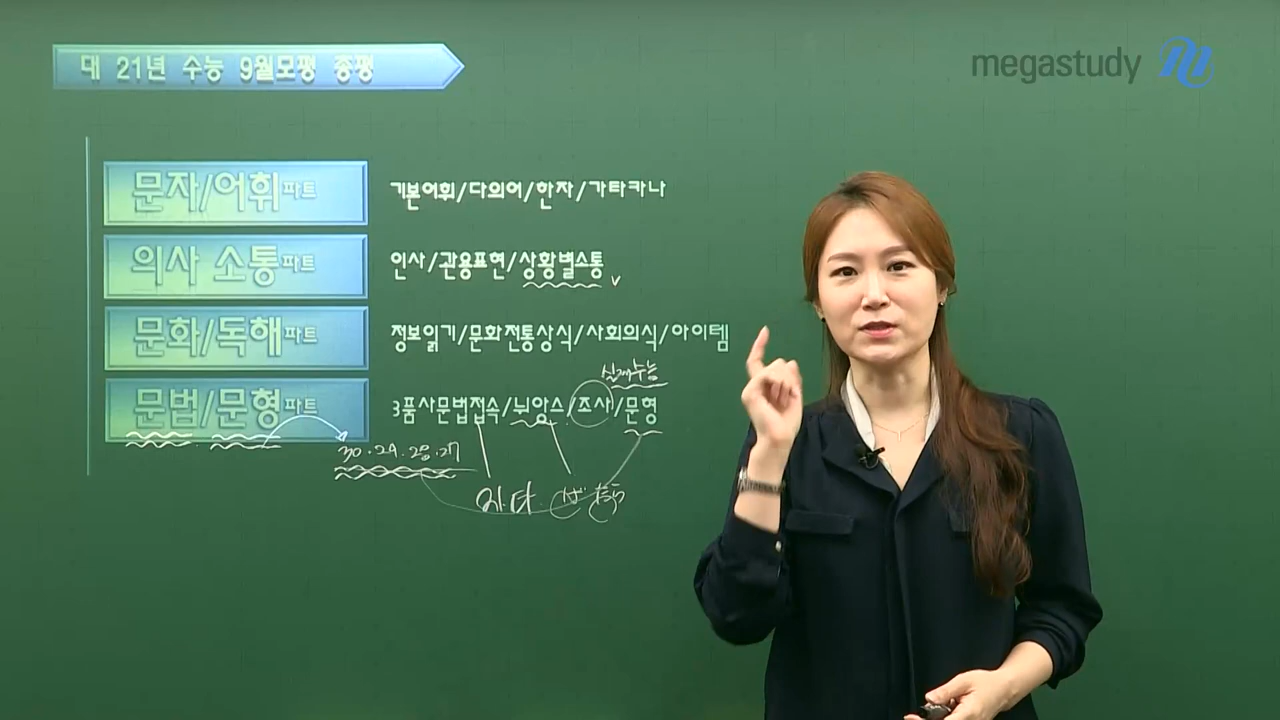 대 21년 수능 9월모평 총평
megastudy
문자/어휘파트
기본어휘/다의어/한자/가타카나
의사 소통파트
인사/관용표현/상황별소통
문화/독해파트
정보읽기/문화전통상식/사회의식/아이템
실제수능
문법/문형파트
3품사문법접속/뉘앙스/조사/문형
30·29·28·27